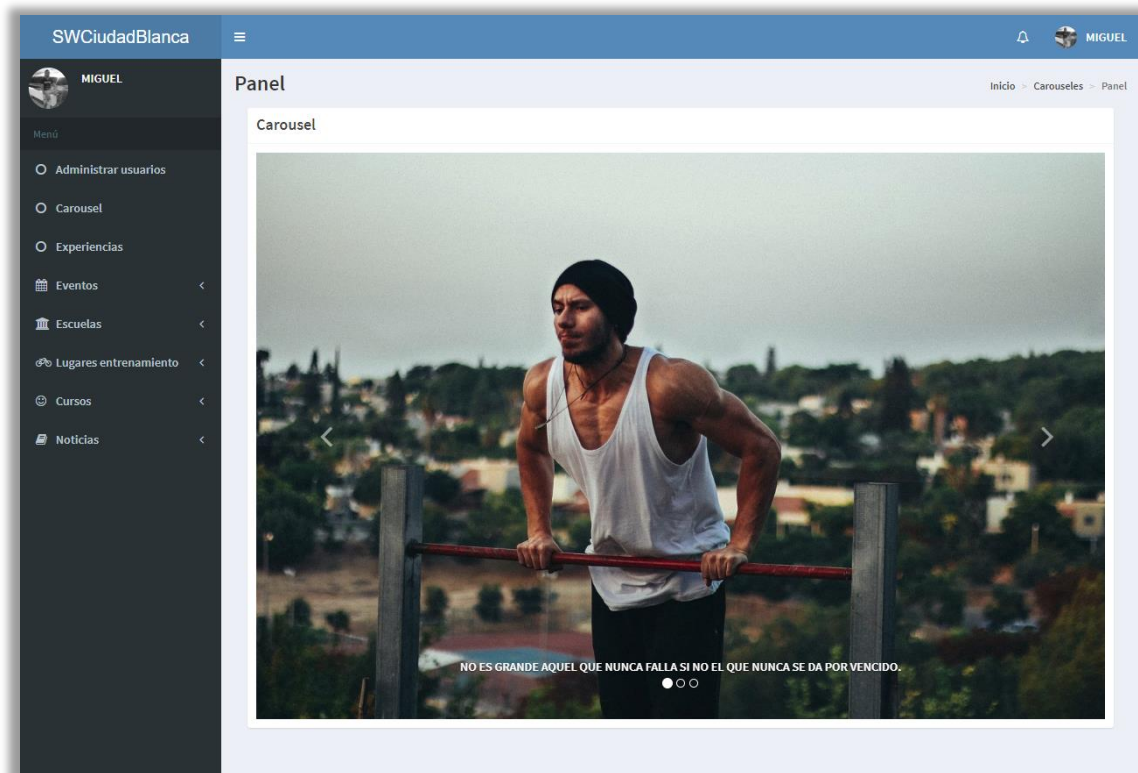 SWCiudadBlanca
MIGUEL
MIGUEL
Panel
Inicio > Carouseles > Panel
Menú
Administrar usuarios
Carousel
Experiencias
Eventos
Escuelas
Lugares entrenamiento
Cursos
Noticias
Carousel
NO ES GRANDE AQUEL QUE NUNCA FALLA SI NO EL QUE NUNCA SE DA POR VENCIDO.